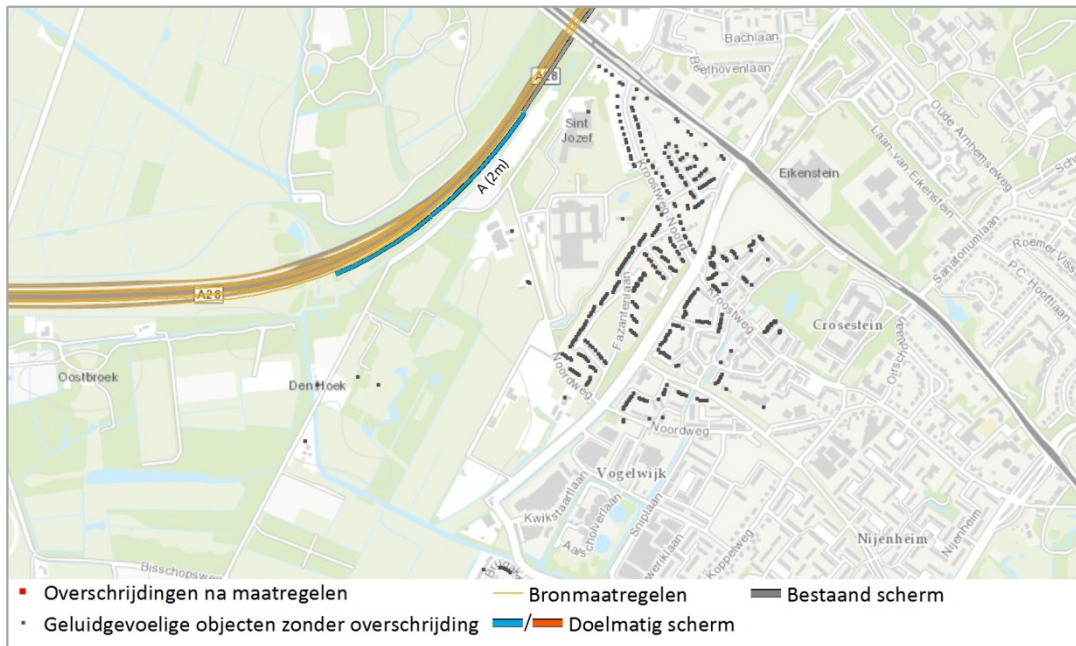 Bachlaan
Beethovenlaan
A28
Sint
Jozef
A (2m)
Kroostweg-Noord
Eikenstein
Oude Arnhemseweg
Laan van Eikenstein
Sanatoriumlaan
Roemer Viss
P.C. Hooftlaan
A28
Fazantenlaan
Kroostweg
Crosestein
Oirschotlaan
Oostbroek
Den Hoek
Noordweg
Noordweg
Vogelwijk
Kwikstaartlaan
Aalscholverlaan
Sniplaan
Koppelweg
Nijenheim
Nijenheim
Bisschopsweg
Overschrijdingen na maatregelen
Bronmaatregelen
Bestaand scherm
Geluidgevoelige objecten zonder overschrijding
/
Doelmatig scherm